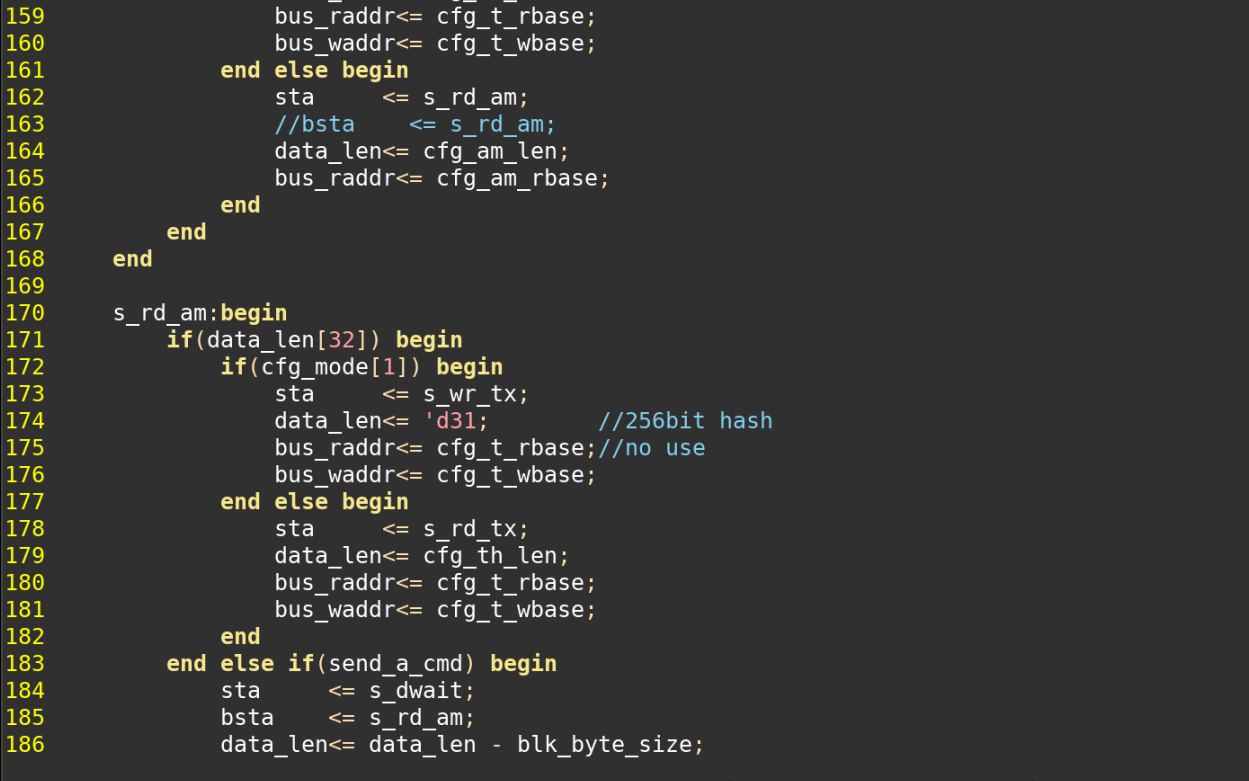 159                 bus_raddr<= cfg_t_rbase;
160                 bus_waddr<= cfg_t_wbase;
161             end else begin
162                 sta     <= s_rd_am;
163                 //bsta    <= s_rd_am;
164                 data_len<= cfg_am_len;
165                 bus_raddr<= cfg_am_rbase;
166             end
167         end
168     end
169
170     s_rd_am:begin
171         if(data_len[32]) begin
172             if(cfg_mode[1]) begin
173                 sta     <= s_wr_tx;
174                 data_len<= 'd31;        //256bit hash
175                 bus_raddr<= cfg_t_rbase;//no use
176                 bus_waddr<= cfg_t_wbase;
177             end else begin
178                 sta     <= s_rd_tx;
179                 data_len<= cfg_th_len;
180                 bus_raddr<= cfg_t_rbase;
181                 bus_waddr<= cfg_t_wbase;
182             end
183         end else if(send_a_cmd) begin
184             sta     <= s_dwait;
185             bsta    <= s_rd_am;
186             data_len<= data_len - blk_byte_size;